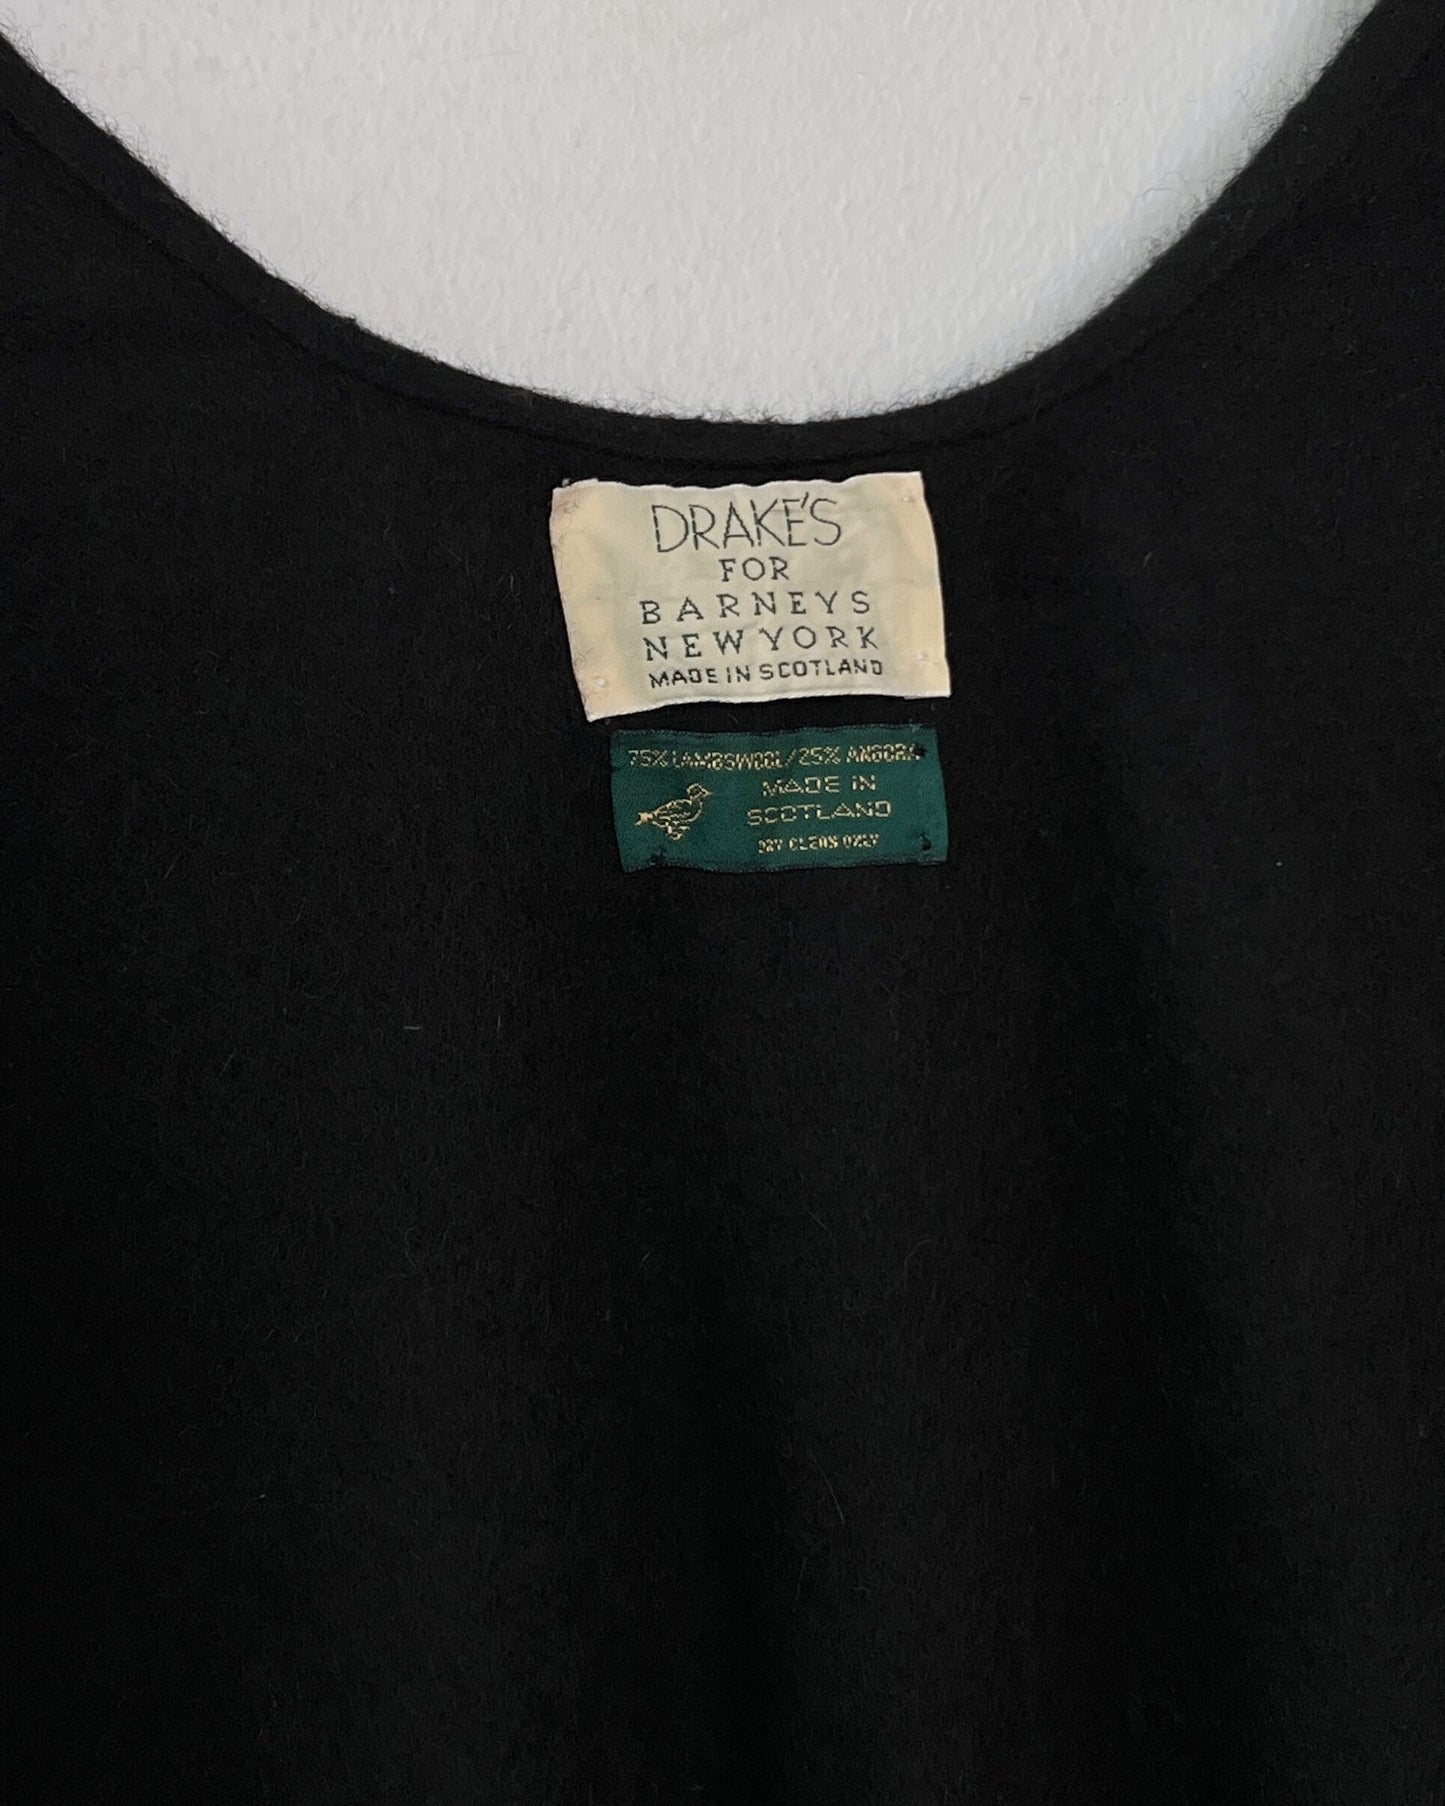 DRAKE'S
FOR
BARNEYS
NEW YORK
MADE IN SCOTLAND
75% LAMBSWOOL/25% ANGORA
MADE IN
SCOTLAND
DRY CLEAN ONLY